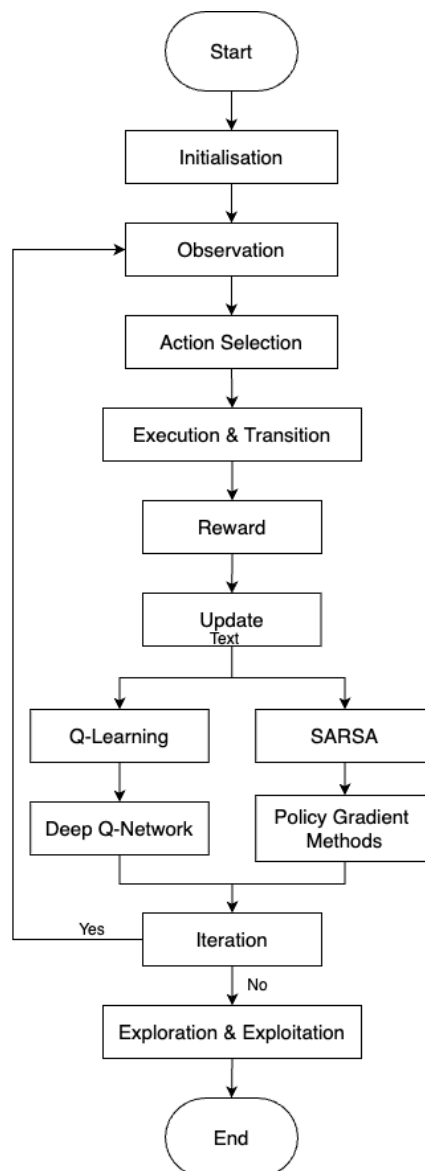 Start
Initialisation
Observation
Action Selection
Execution & Transition
Reward
Update
Text
Q-Learning
SARSA
Deep Q-Network
Policy Gradient
Methods
Yes
Iteration
No
Exploration & Exploitation
End